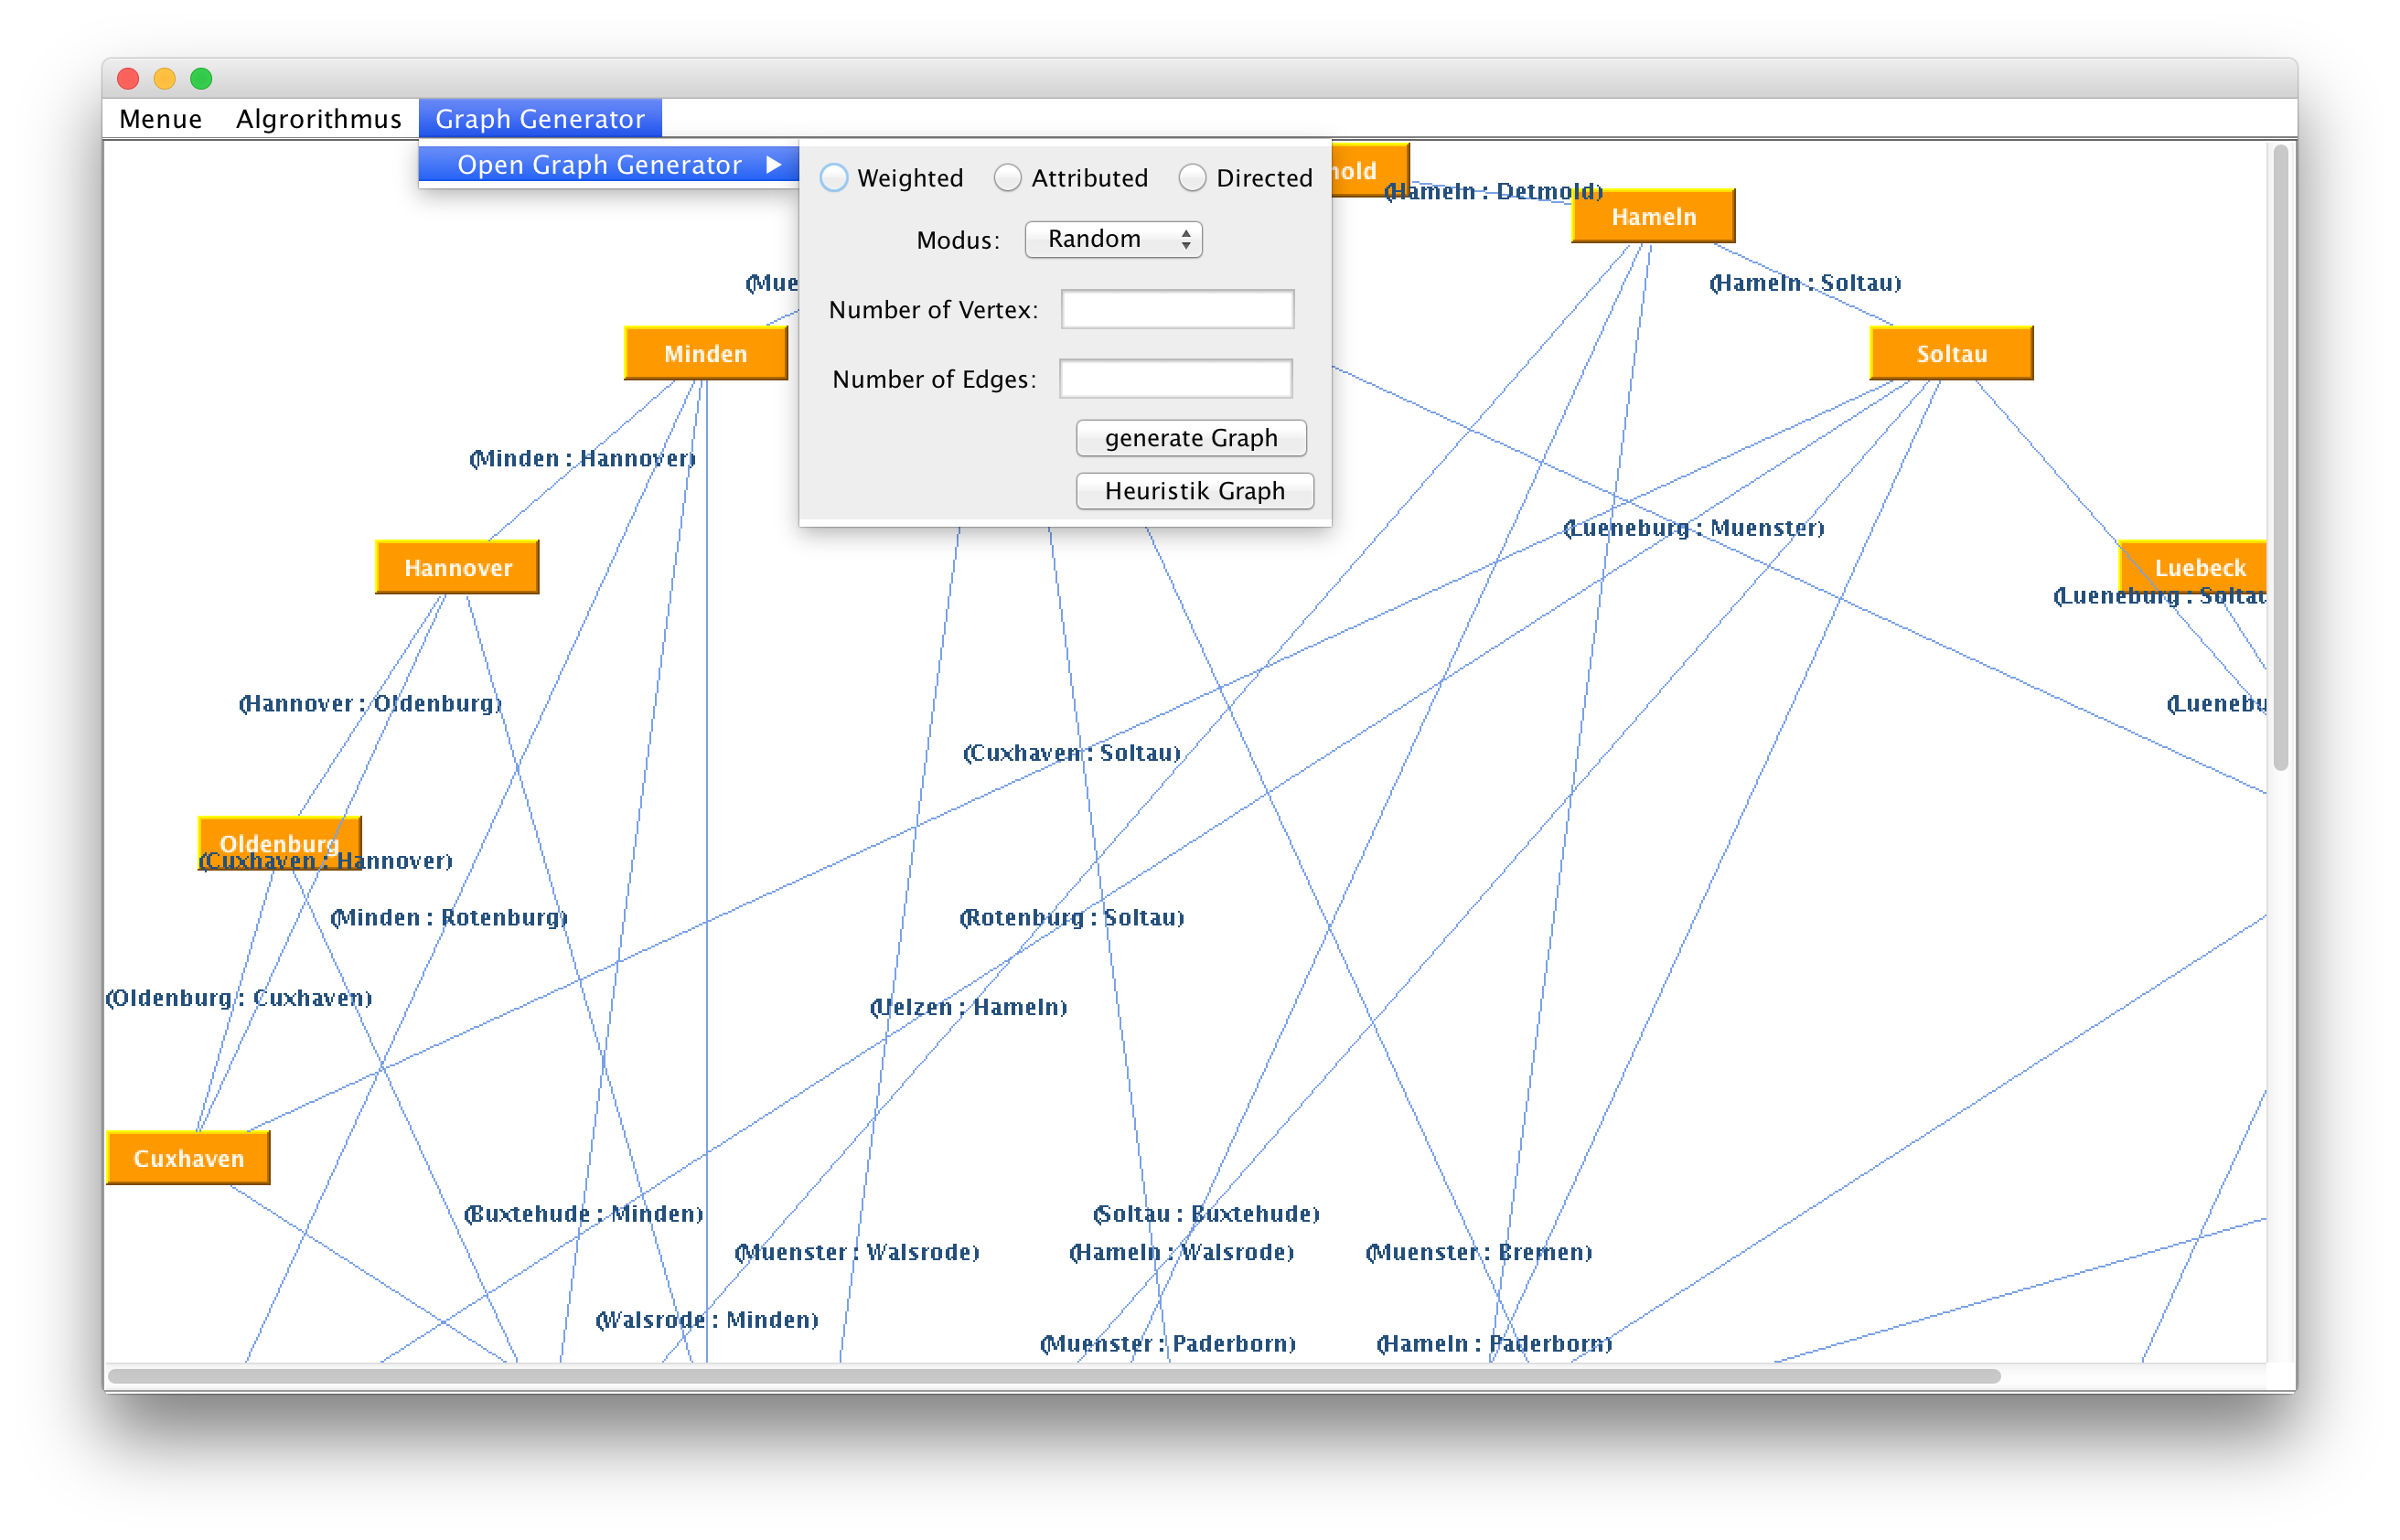 Menue Algrorithmus Graph Generator
Open Graph Generator
Weighted Attributed Directed
Modus: Random
Number of Vertex:
Number of Edges:
generate Graph
Heuristik Graph
(Hameln : Detmold)
Hameln
(Hameln : Soltau)
Minden
Soltau
(Minden : Hannover)
(Lueneburg : Muenster)
Hannover
Luebeck
(Lueneburg : Soltau
(Hannover : Oldenburg)
(Cuxhaven : Soltau)
Oldenburg
(Cuxhaven : Hannover)
(Minden : Rotenburg)
(Rotenburg : Soltau)
(Oldenburg : Cuxhaven)
(Uelzen : Hameln)
Cuxhaven
(Buxtehude : Minden)
(Soltau : Buxtehude)
(Muenster : Walsrode)
(Hameln : Walsrode)
(Muenster : Bremen)
(Walsrode : Minden)
(Muenster : Paderborn)
(Hameln : Paderborn)